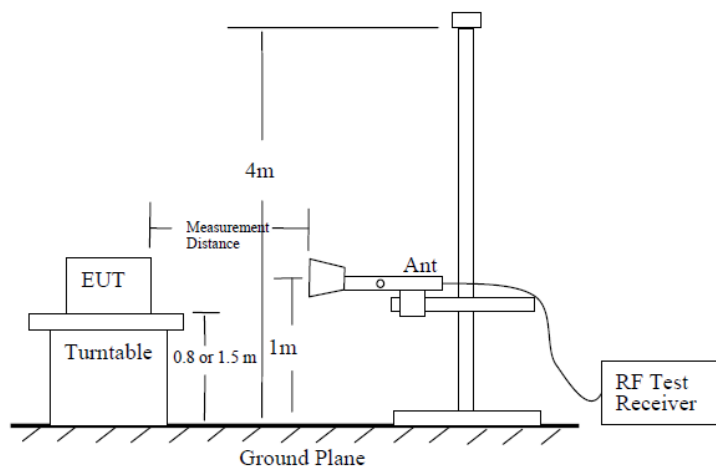 4m
Measurement
Distance
EUT
Ant
Turntable
0.8 or 1.5 m
1m
RF Test
Receiver
Ground Plane